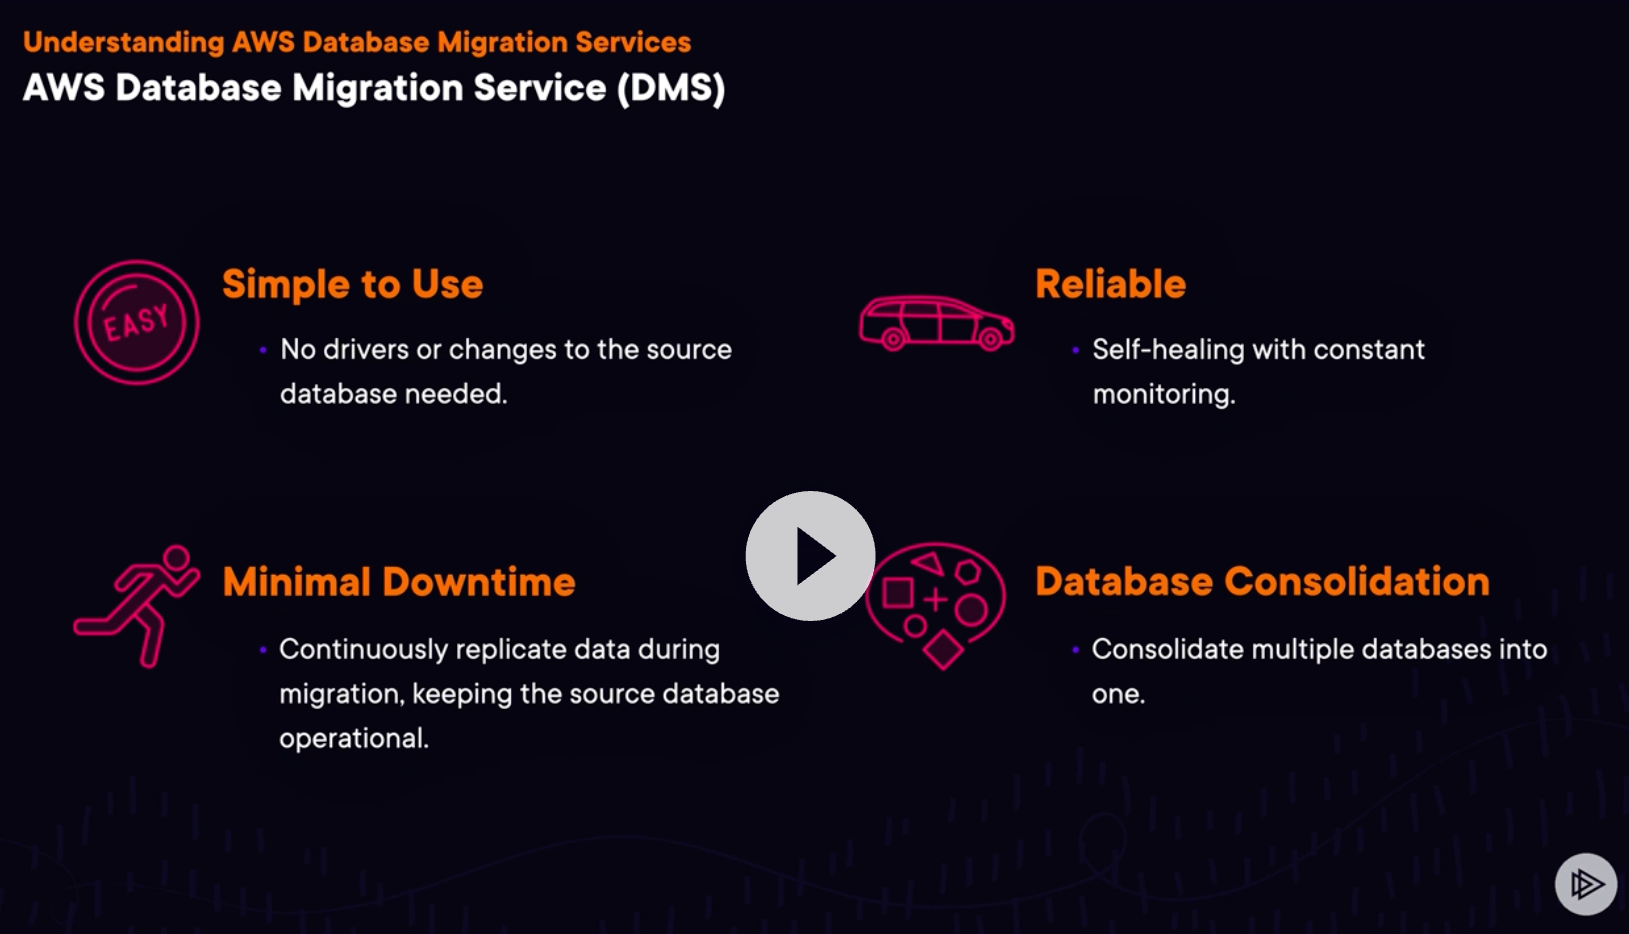 Understanding AWS Database Migration Services
AWS Database Migration Service (DMS)
EASY
Simple to Use
• No drivers or changes to the source
database needed.
Reliable
• Self-healing with constant
monitoring.
Minimal Downtime
• Continuously replicate data during
migration, keeping the source database
operational.
Database Consolidation
• Consolidate multiple databases into
one.